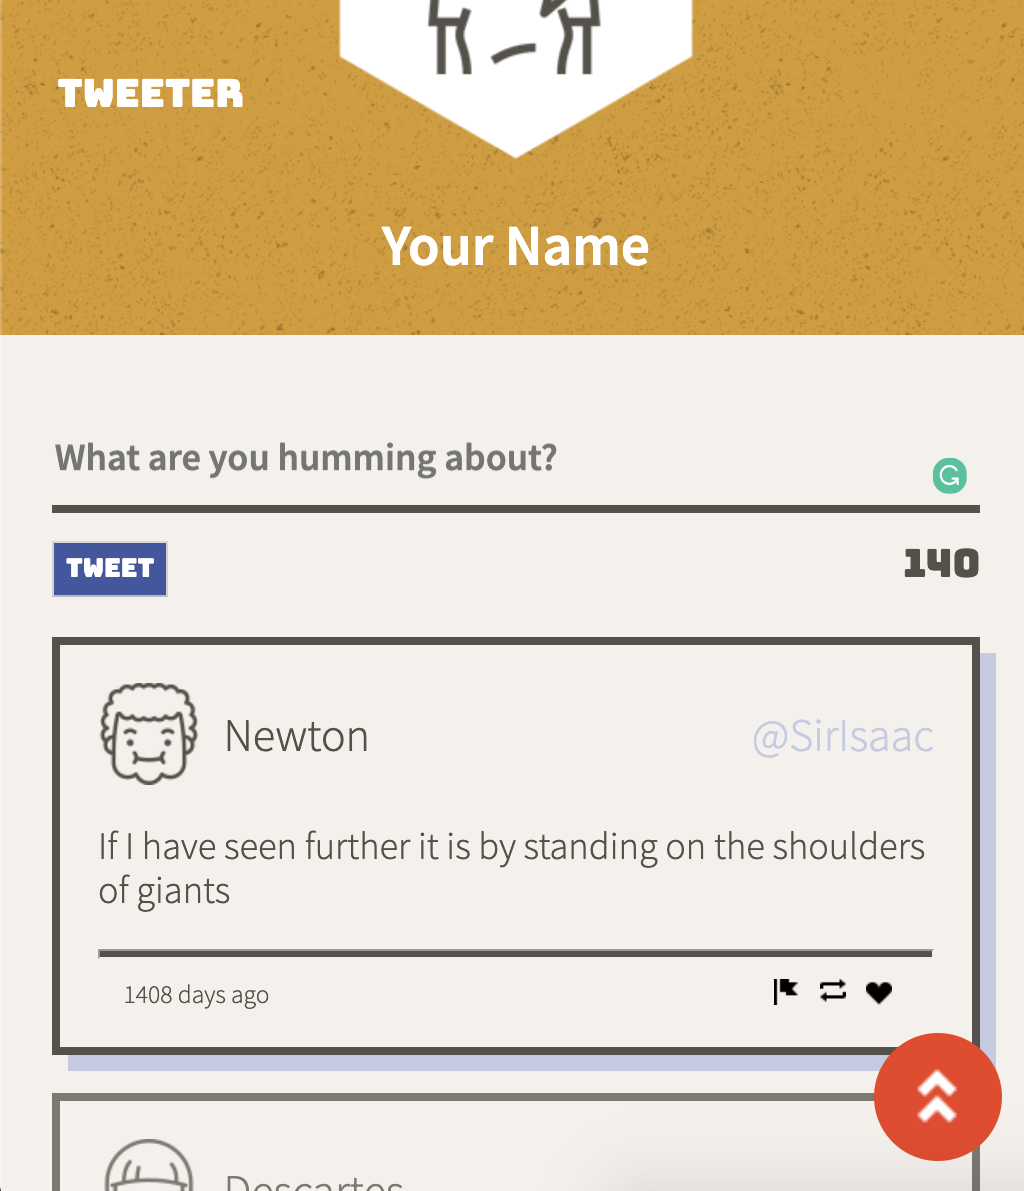 TWEETER
Your Name
What are you humming about?
TWEET
140
Newton
@SirIsaac
If I have seen further it is by standing on the shoulders
of giants
1408 days ago
Descartes